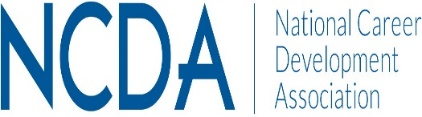 NCDA
National Career
Development
Association